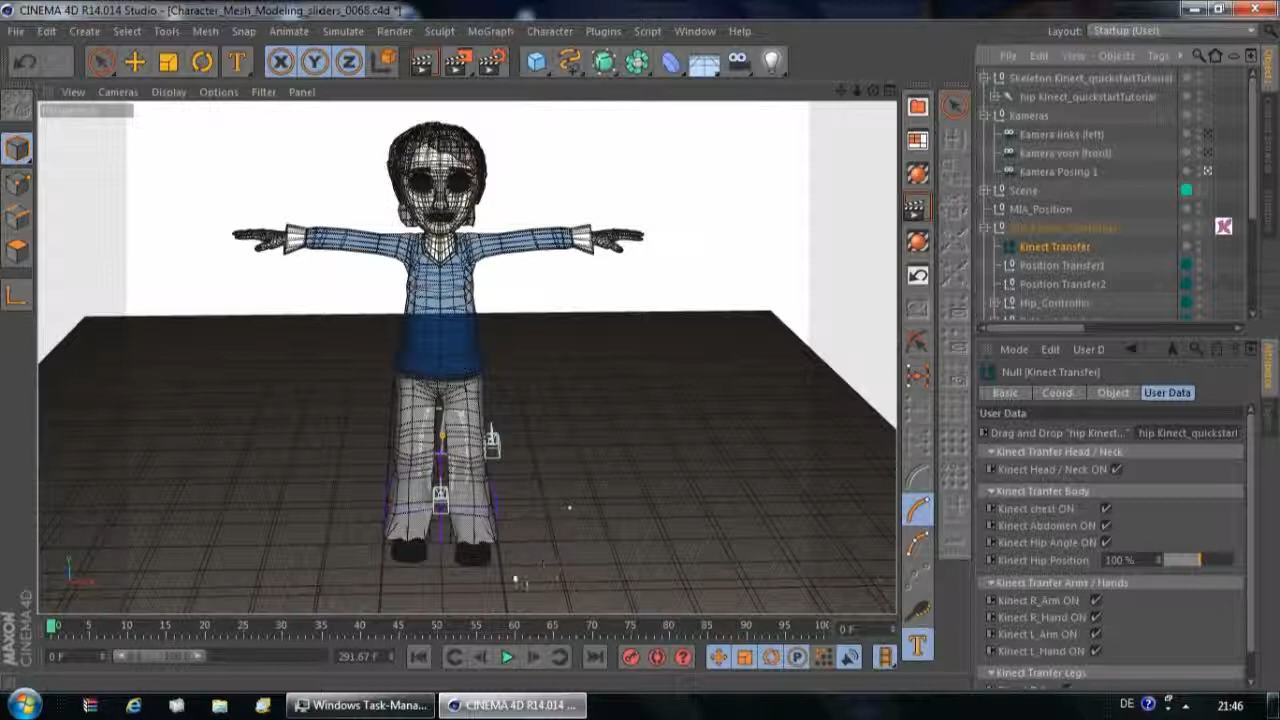 CINEMA 4D R14.014 Studio - [Character_Mesh_Modeling_sliders_0068.c4d *]
File Edit Create Select Tools Mesh Snap Animate Simulate Render Sculpt MoGraph Character Plugins Script Window Help
Layout: Startup (User)
View Cameras Display Options Filter Panel
File Edit View Objects Tags
Skeleton Kinect_quickstartTutorial
hip Kinect_quickstartTutorial
Kameras
Kamera links (left)
Kamera vorn (front)
Kamera Posing 1
Scene
MIA_Position
Kinect Transfer
Position Transfer1
Position Transfer2
Hip_Controller
Mode Edit User D
Null [Kinect Transfer]
Basic Coord Object User Data
User Data
Drag and Drop "hip Kinect..." hip Kinect_quickstart
Kinect Tranfer Head / Neck
Kinect Head / Neck ON
Kinect Tranfer Body
Kinect chest ON
Kinect Abdomen ON
Kinect Hip Angle ON
Kinect Hip Position 100 %
Kinect Tranfer Arms / Hands
Kinect R_Arm ON
Kinect R_Hand ON
Kinect L_Arm ON
Kinect L_Hand ON
Kinect Tranfer Legs
0 5 10 15 20 25 30 35 40 45 50 55 60 65 70 75 80 85 90 95 100 0 F
0 F 100 F 291.67 F
MAXON
CINEMA 4D
Windows Task-Mana...
CINEMA 4D R14.014 ...
DE 21:46